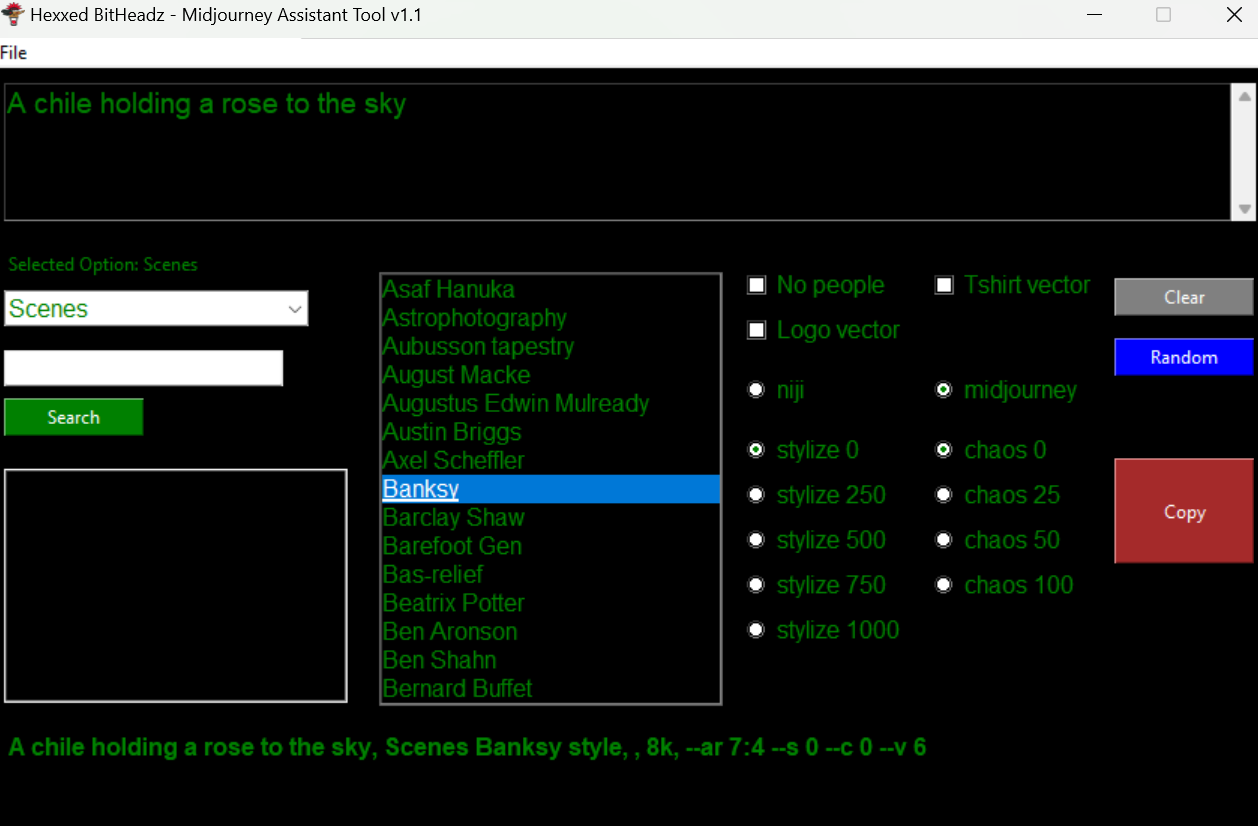 Hexxed BitHeadz - Midjourney Assistant Tool v1.1
File
A chile holding a rose to the sky
Selected Option: Scenes
Scenes
Search
Asaf Hanuka
Astrophotography
Aubusson tapestry
August Macke
Augustus Edwin Mulready
Austin Briggs
Axel Scheffler
Banksy
Barclay Shaw
Barefoot Gen
Bas-relief
Beatrix Potter
Ben Aronson
Ben Shahn
Bernard Buffet
No people Tshirt vector
Logo vector
niji midjourney
stylize 0 chaos 0
stylize 250 chaos 25
stylize 500 chaos 50
stylize 750 chaos 100
stylize 1000
Clear
Random
Copy
A chile holding a rose to the sky, Scenes Banksy style, , 8k, --ar 7:4 --s 0 --c 0 --v 6